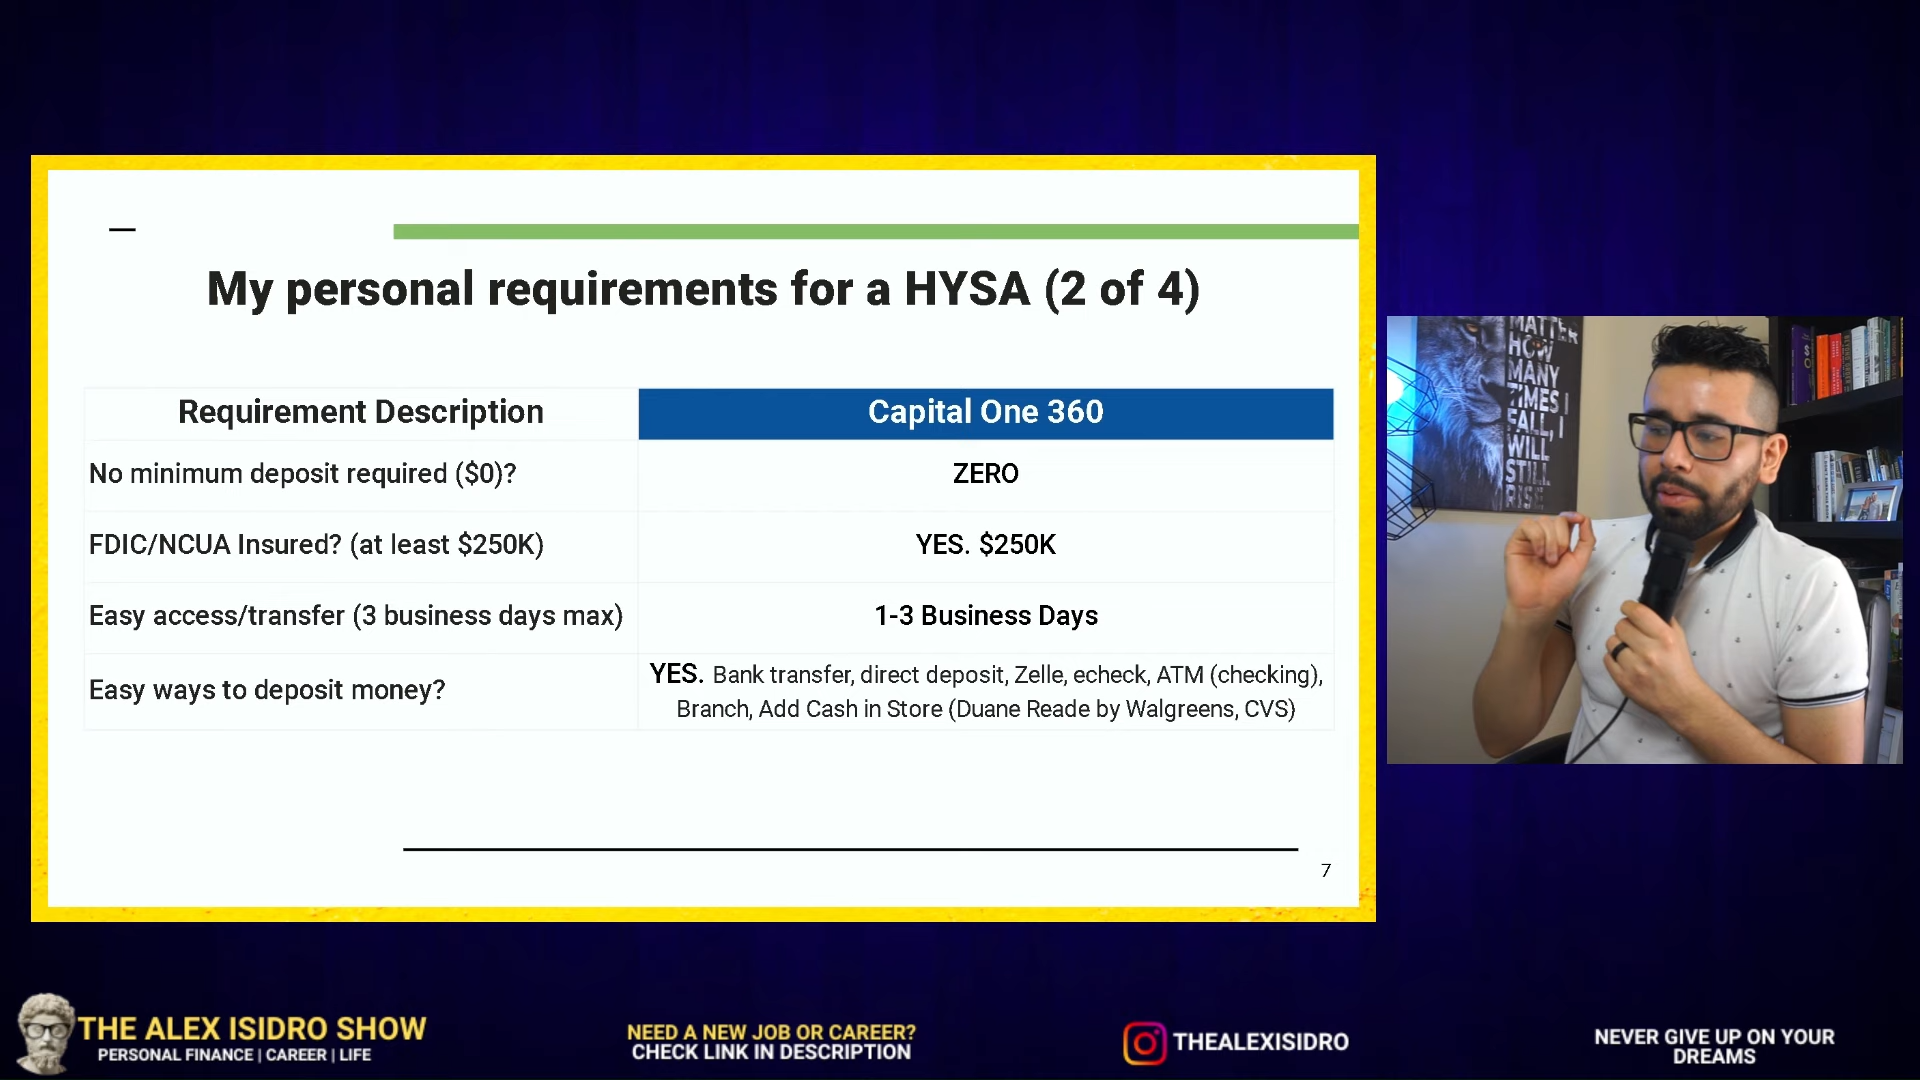 My personal requirements for a HYSA (2 of 4)
Requirement Description
Capital One 360
No minimum deposit required ($0)?
ZERO
FDIC/NCUA Insured? (at least $250K)
YES. $250K
Easy access/transfer (3 business days max)
1-3 Business Days
Easy ways to deposit money?
YES. Bank transfer, direct deposit, Zelle, echeck, ATM (checking),
Branch, Add Cash in Store (Duane Reade by Walgreens, CVS)
7
MATTER
HOW
MANY
TIMES I
FALL, I
WILL
STILL
RISE
THE ALEX ISIDRO SHOW
PERSONAL FINANCE | CAREER | LIFE
NEED A NEW JOB OR CAREER?
CHECK LINK IN DESCRIPTION
THEALEXISIDRO
NEVER GIVE UP ON YOUR
DREAMS